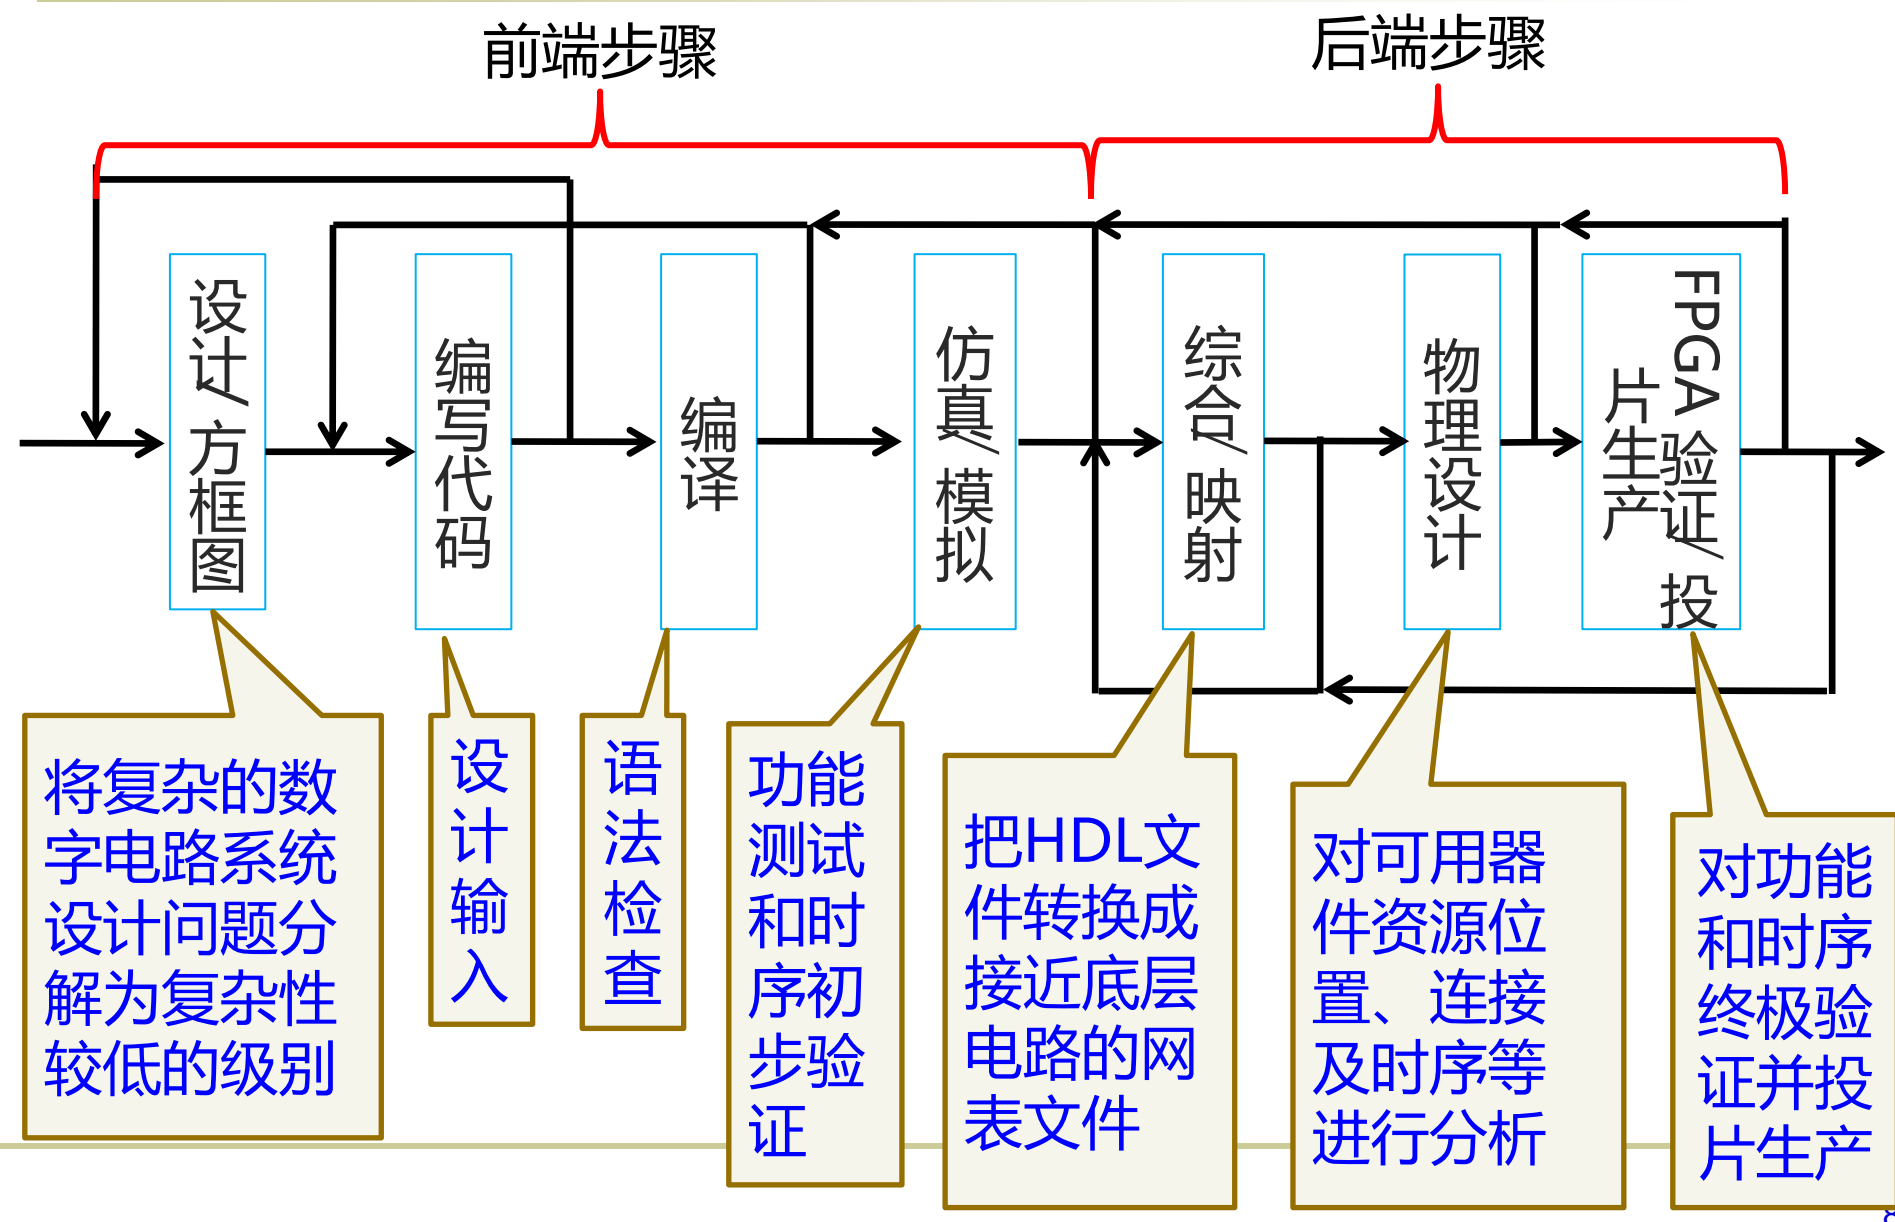 前端步骤
后端步骤
设计/方框图
编写代码
编译
仿真/模拟
综合/映射
物理设计
FPGA验证/投
片生产
将复杂的数
字电路系统
设计问题分
解为复杂性
较低的级别
设
计
输
入
语
法
检
查
功能
测试
和时
序初
步验
证
把HDL文
件转换成
接近底层
电路的网
表文件
对可用器
件资源位
置、连接
及时序等
进行分析
对功能
和时序
终极验
证并投
片生产